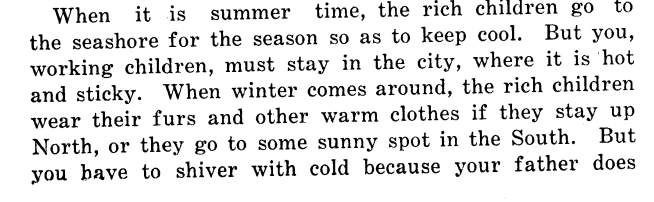 When it is summer time, the rich children go to
the seashore for the season so as to keep cool. But you,
working children, must stay in the city, where it is hot
and sticky. When winter comes around, the rich children
wear their furs and other warm clothes if they stay up
North, or they go to some sunny spot in the South. But
you have to shiver with cold because your father does